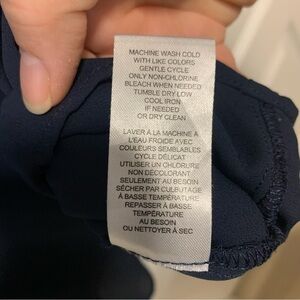 MACHINE WASH COLD
WITH LIKE COLORS
GENTLE CYCLE
ONLY NON-CHLORINE
BLEACH WHEN NEEDED
TUMBLE DRY LOW
COOL IRON
IF NEEDED
OR DRY CLEAN
LAVER À LA MACHINE À
L'EAU FROIDE AVEC
COULEURS SEMBLABLES
CYCLE DÉLICAT
UTILISER UN CHLORURE
NON DÉCOLORANT
SEULEMENT AU BESOIN
SÉCHER PAR CULBUTAGE
À BASSE TEMPÉRATURE
REPASSER À BASSE
TEMPÉRATURE
AU BESOIN
OU NETTOYER À SEC